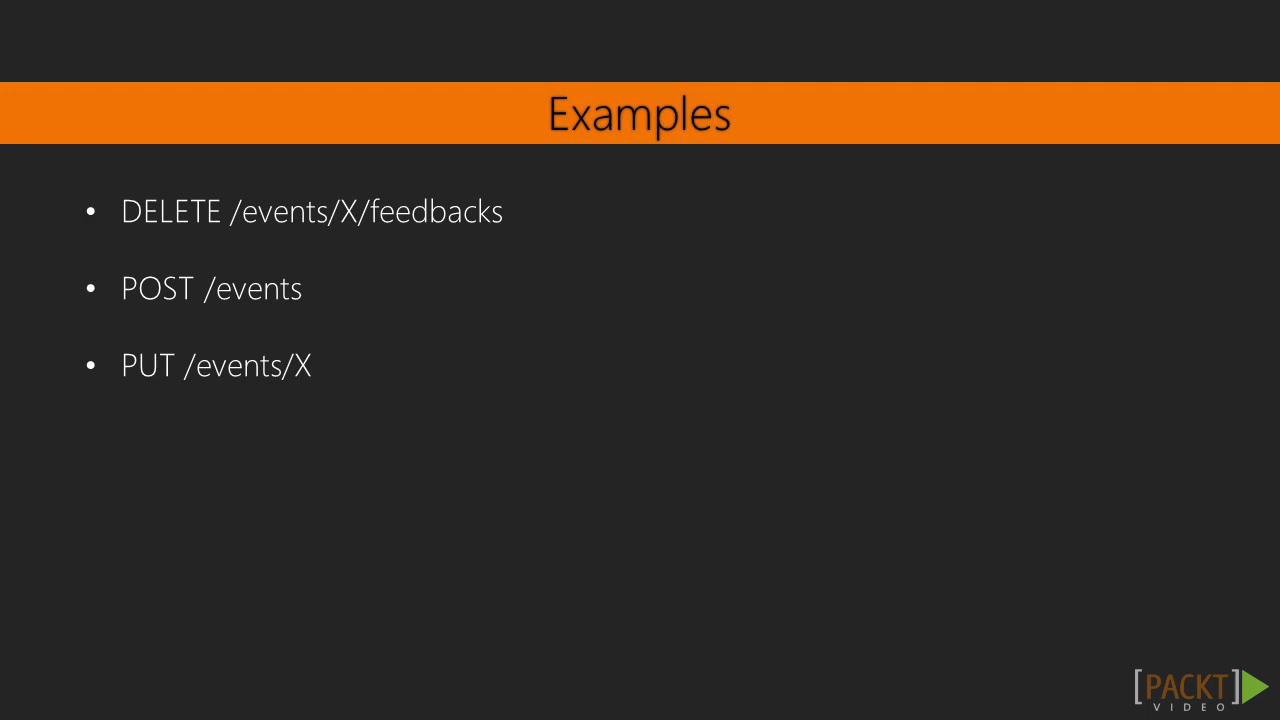 Examples
• DELETE /events/X/feedbacks
• POST /events
• PUT /events/X
[PACKT]
VIDEO